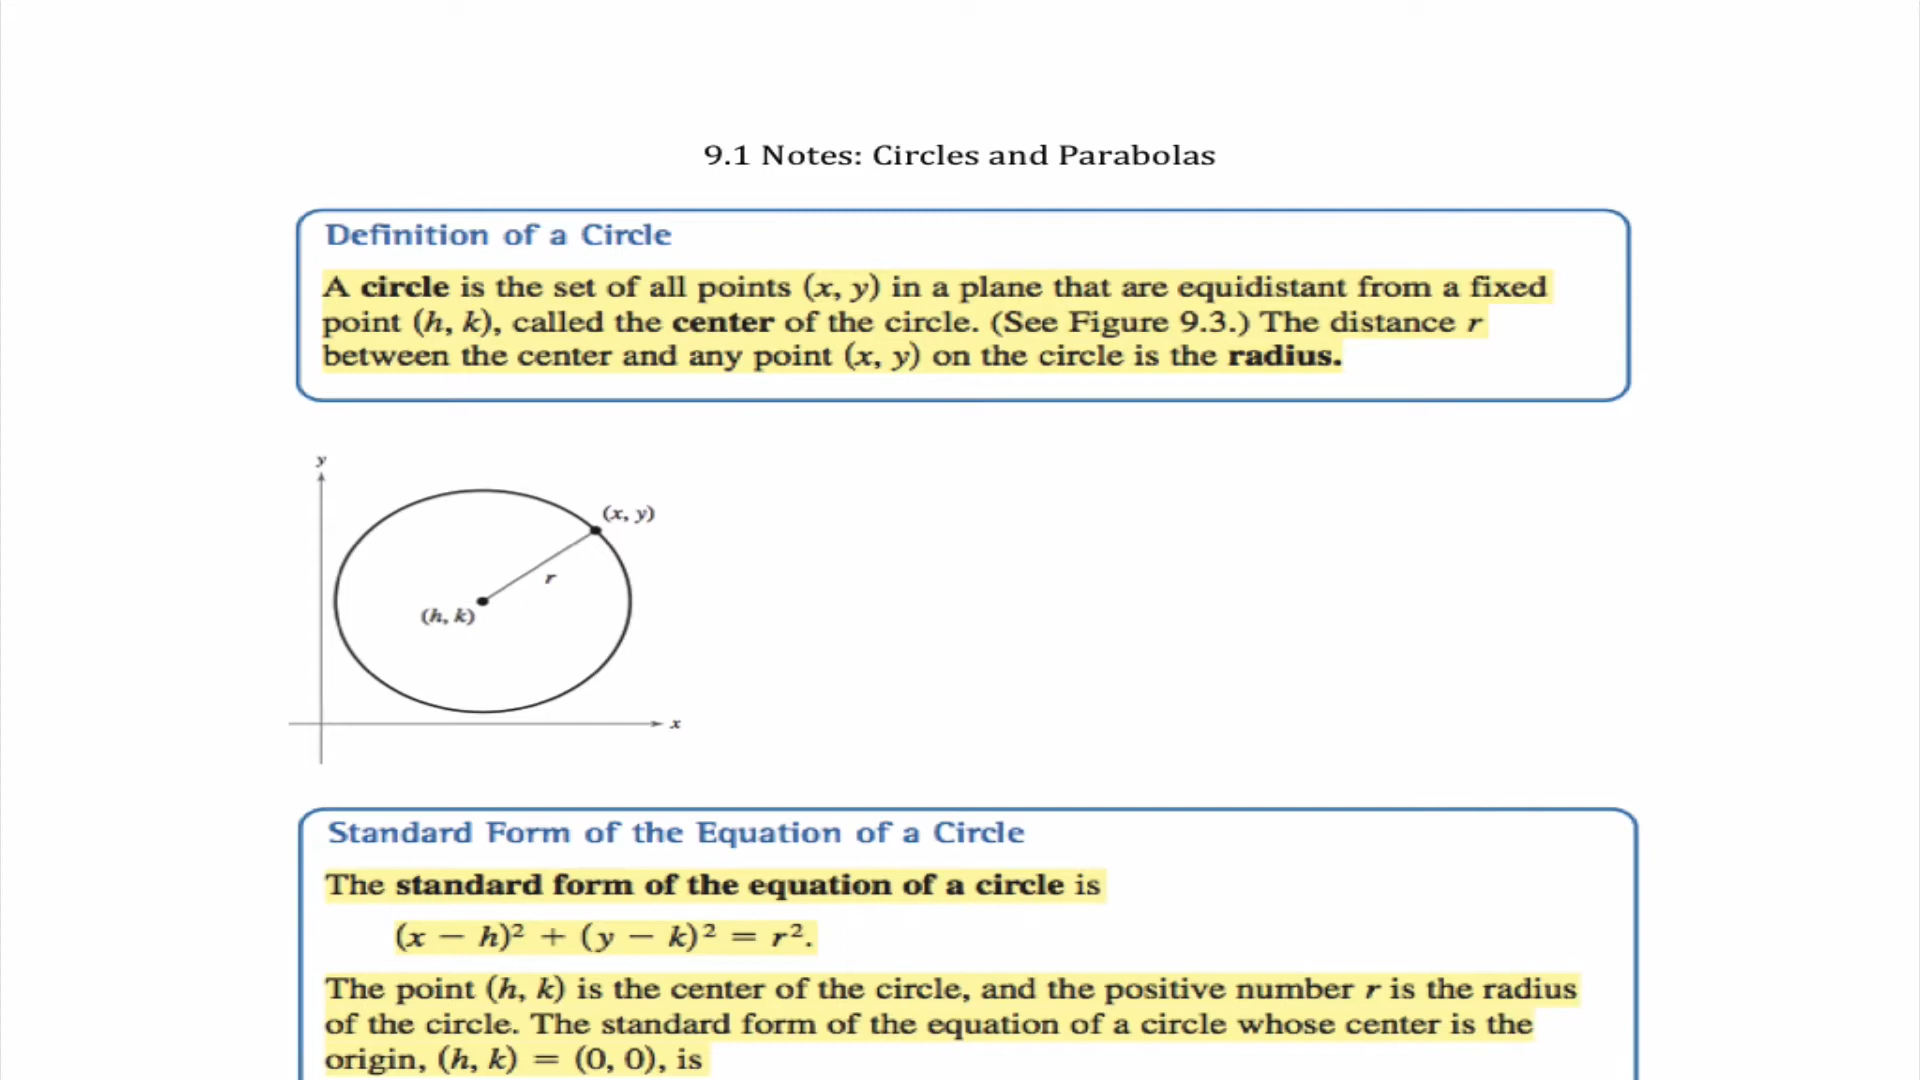 9.1 Notes: Circles and Parabolas
Definition of a Circle
A circle is the set of all points (x, y) in a plane that are equidistant from a fixed
point (h, k), called the center of the circle. (See Figure 9.3.) The distance r
between the center and any point (x, y) on the circle is the radius.
y
(x, y)
r
(h, k)
x
Standard Form of the Equation of a Circle
The standard form of the equation of a circle is
(x − h)² + (y − k)² = r².
The point (h, k) is the center of the circle, and the positive number r is the radius
of the circle. The standard form of the equation of a circle whose center is the
origin, (h, k) = (0, 0), is